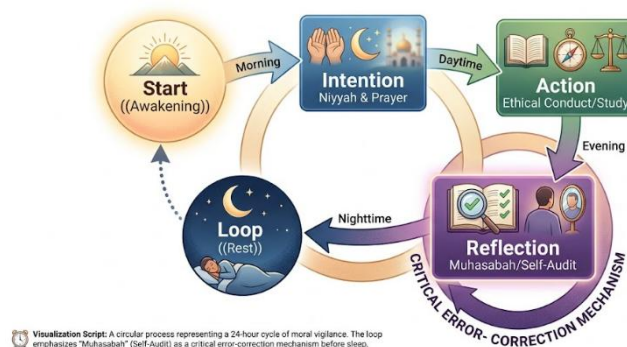 Start
((Awakening))
Morning
Intention
Niyyah & Prayer
Daytime
Action
Ethical Conduct/Study
Evening
Reflection
Muhasabah/Self-Audit
CRITICAL ERROR- CORRECTION MECHANISM
Nighttime
Loop
((Rest))
Visualization Script: A circular process representing a 24-hour cycle of moral vigilance. The loop
emphasizes "Muhasabah" (Self-Audit) as a critical error-correction mechanism before sleep.